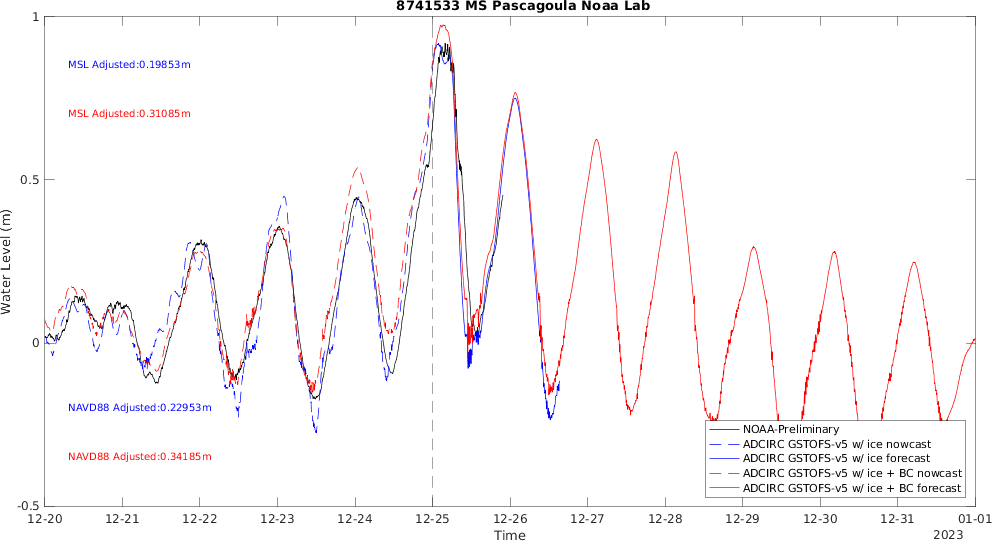 8741533 MS Pascagoula Noaa Lab
1
MSL Adjusted:0.19853m
MSL Adjusted:0.31085m
0.5
Water Level (m)
0
NAVD88 Adjusted:0.22953m
NAVD88 Adjusted:0.34185m
-0.5
NOAA-Preliminary
ADCIRC GSTOFS-v5 w/ ice nowcast
ADCIRC GSTOFS-v5 w/ ice forecast
ADCIRC GSTOFS-v5 w/ ice + BC nowcast
ADCIRC GSTOFS-v5 w/ ice + BC forecast
12-20 12-21 12-22 12-23 12-24 12-25 12-26 12-27 12-28 12-29 12-30 12-31 01-01
Time
2023